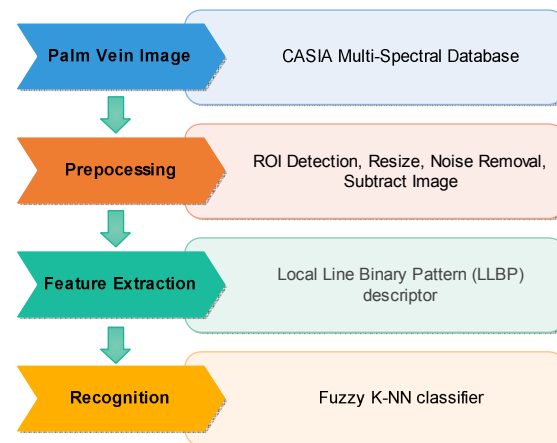 Palm Vein Image
CASIA Multi-Spectral Database
Prepocessing
ROI Detection, Resize, Noise Removal,
Subtract Image
Feature Extraction
Local Line Binary Pattern (LLBP)
descriptor
Recognition
Fuzzy K-NN classifier